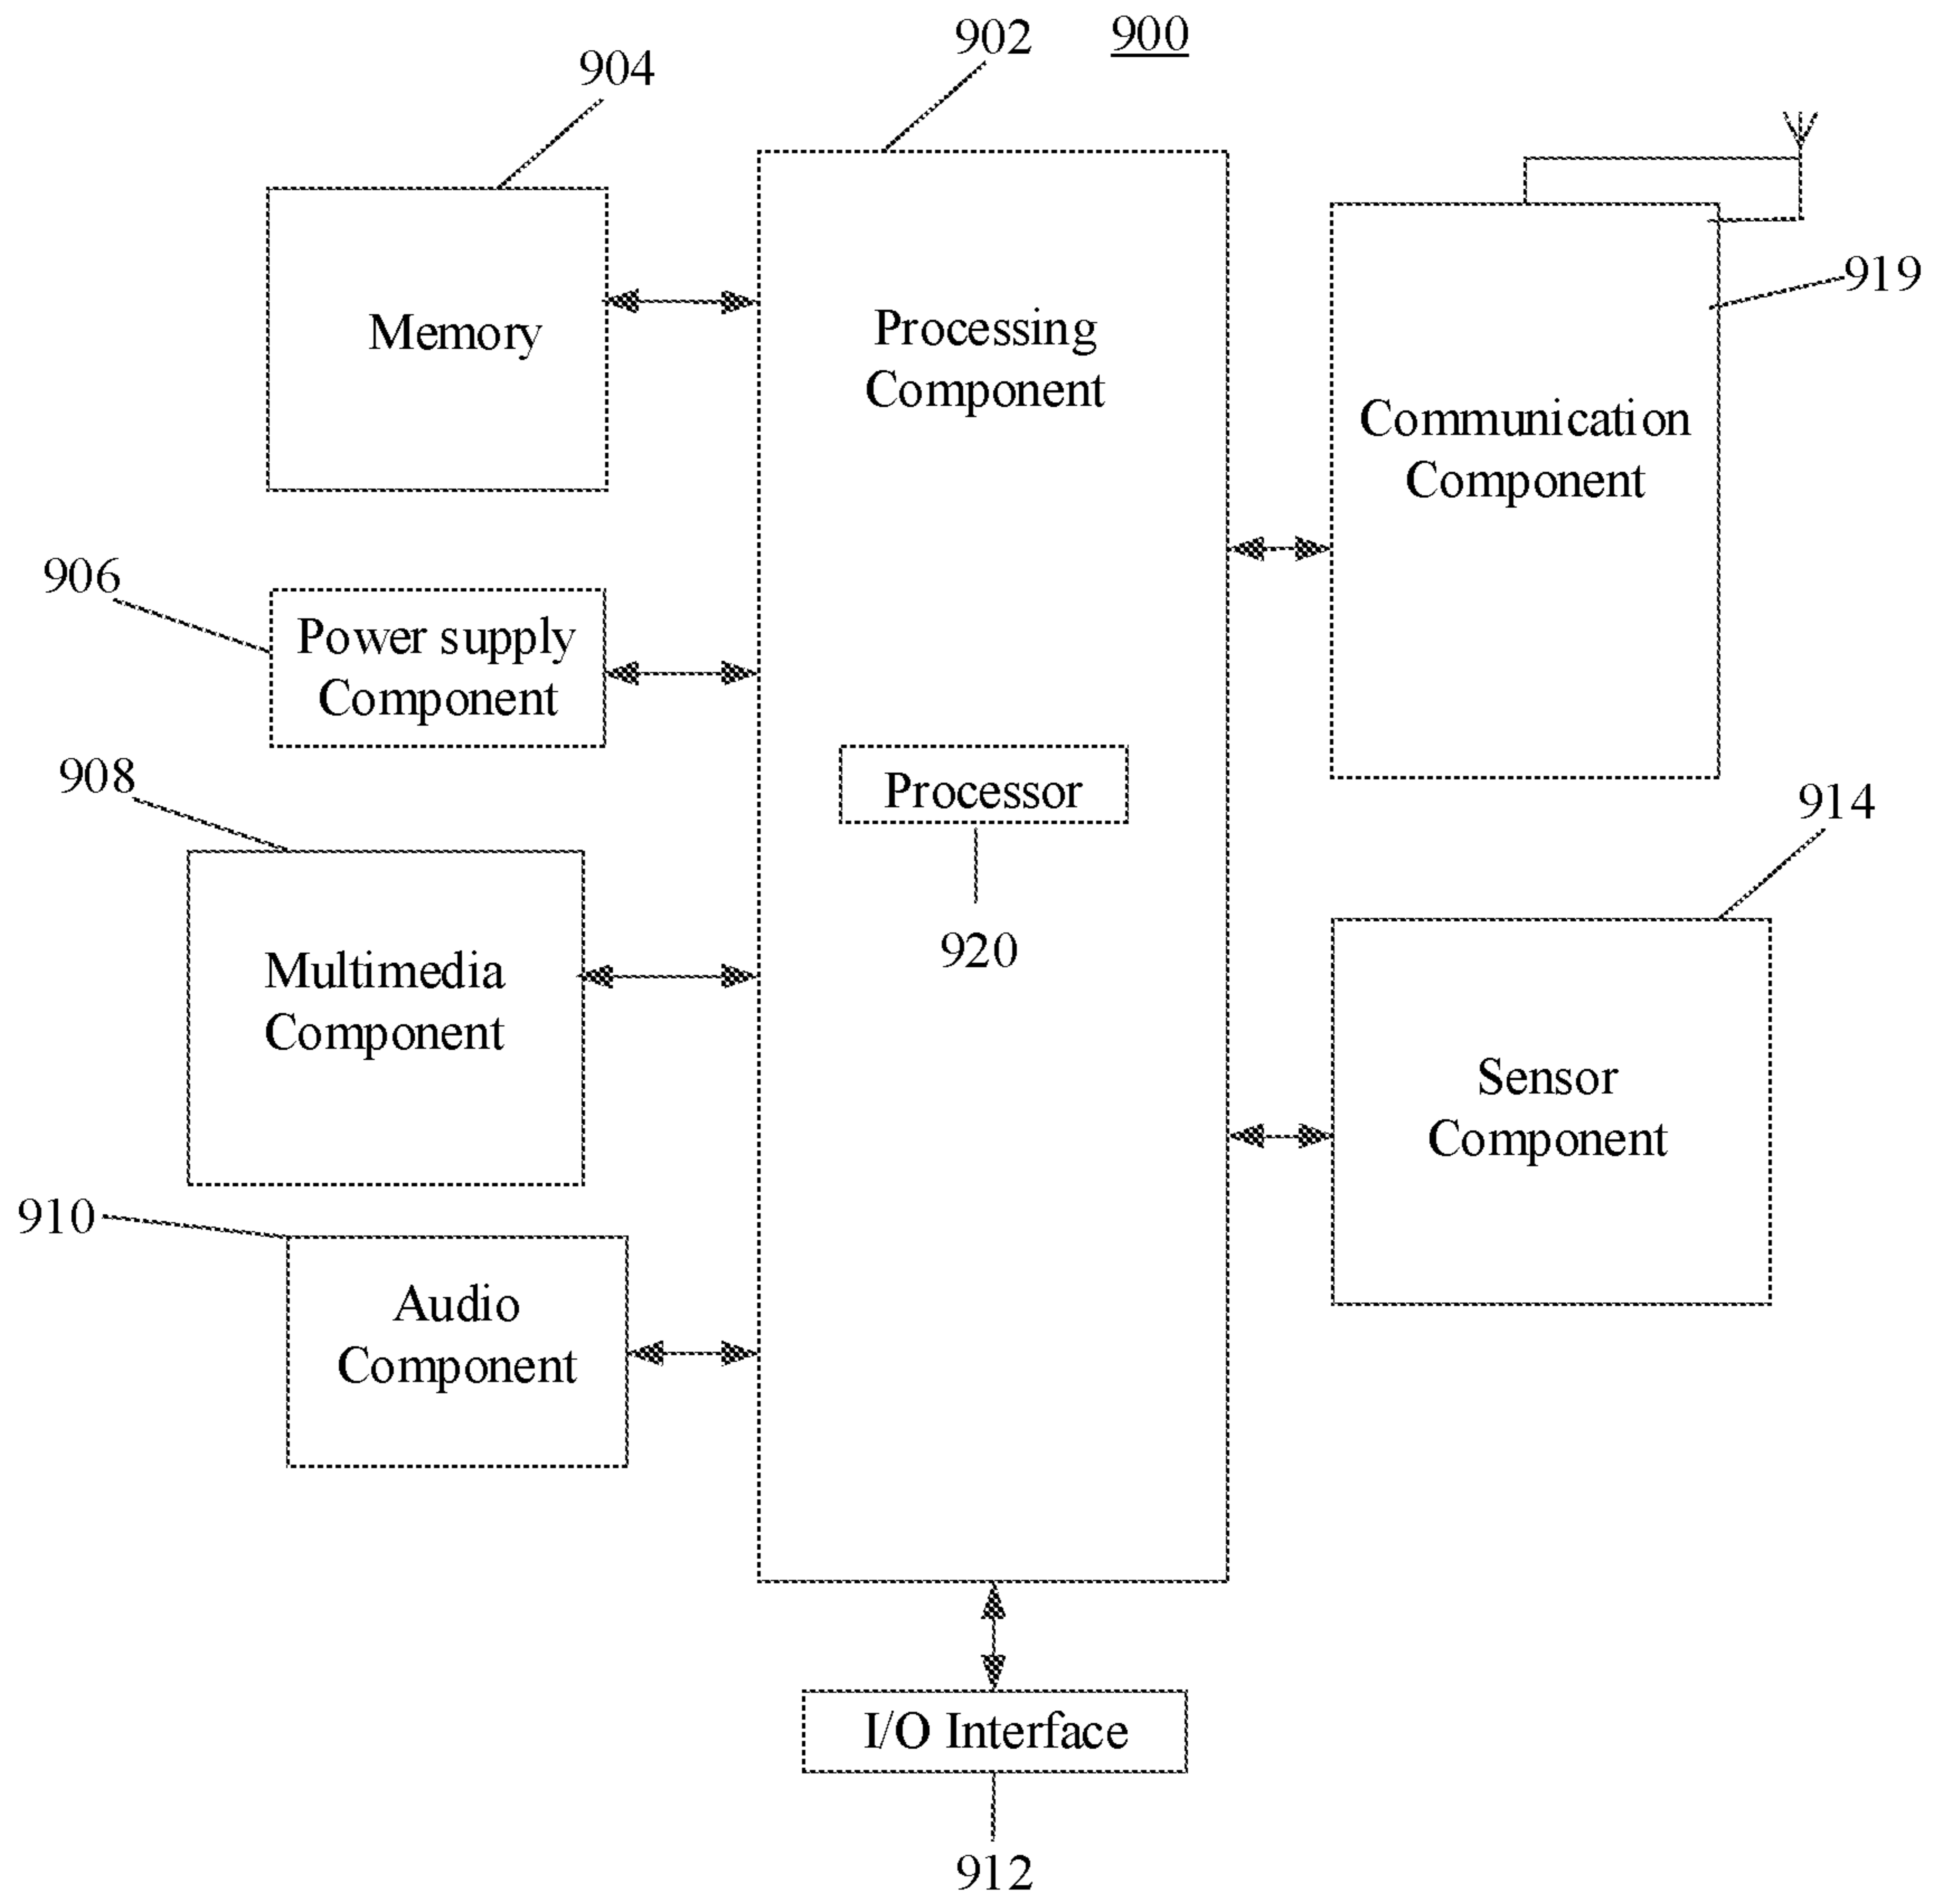 900
902
904
Memory
Processing
Component
919
Communication
Component
906
Power supply
Component
908
Processor
920
914
Multimedia
Component
Sensor
Component
910
Audio
Component
I/O Interface
912